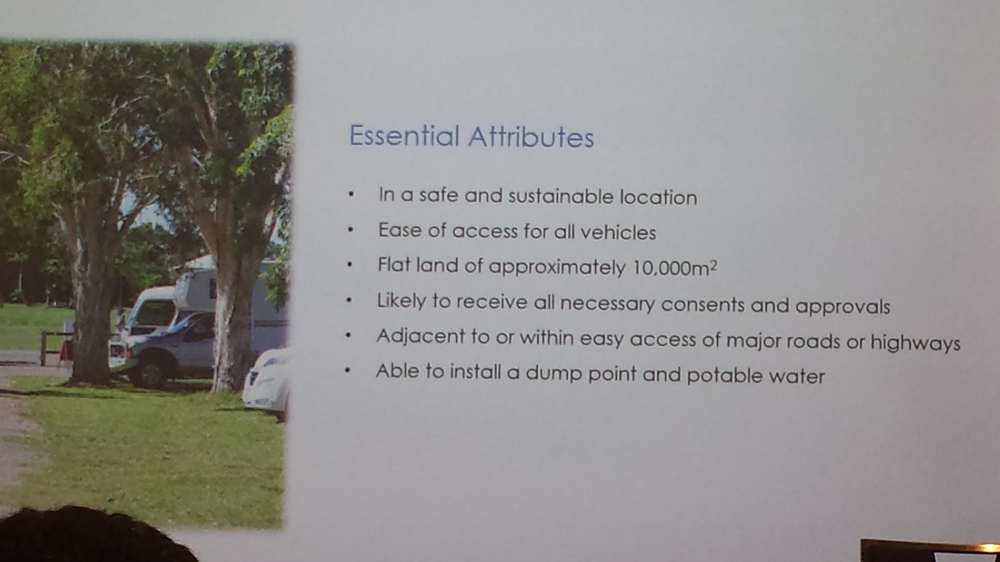 Essential Attributes
• In a safe and sustainable location
• Ease of access for all vehicles
• Flat land of approximately 10,000m²
• Likely to receive all necessary consents and approvals
• Adjacent to or within easy access of major roads or highways
• Able to install a dump point and potable water